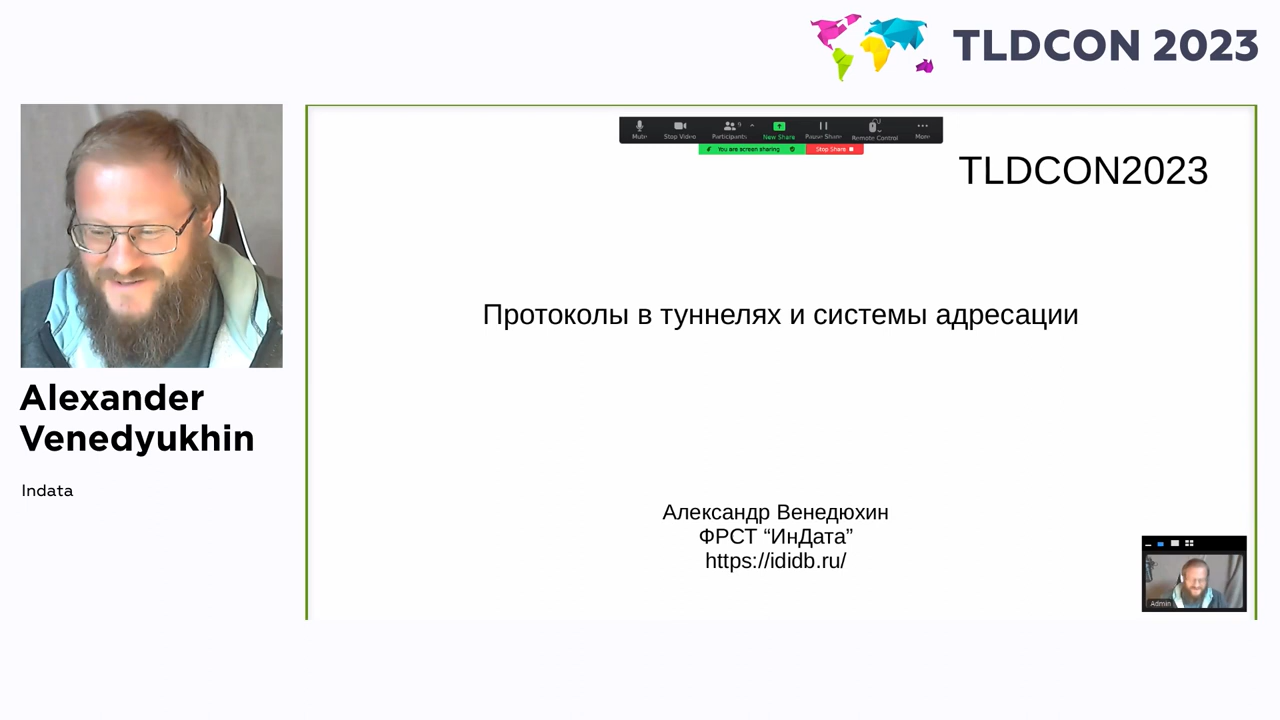 TLDCON 2023
Mute
Stop Video
Participants
9
New Share
Pause Share
Remote Control
More
You are screen sharing
Stop Share
TLDCON2023
Протоколы в туннелях и системы адресации
Alexander
Venedyukhin
Indata
Александр Венедюхин
ФРСТ “ИнДата”
https://ididb.ru/
Admin